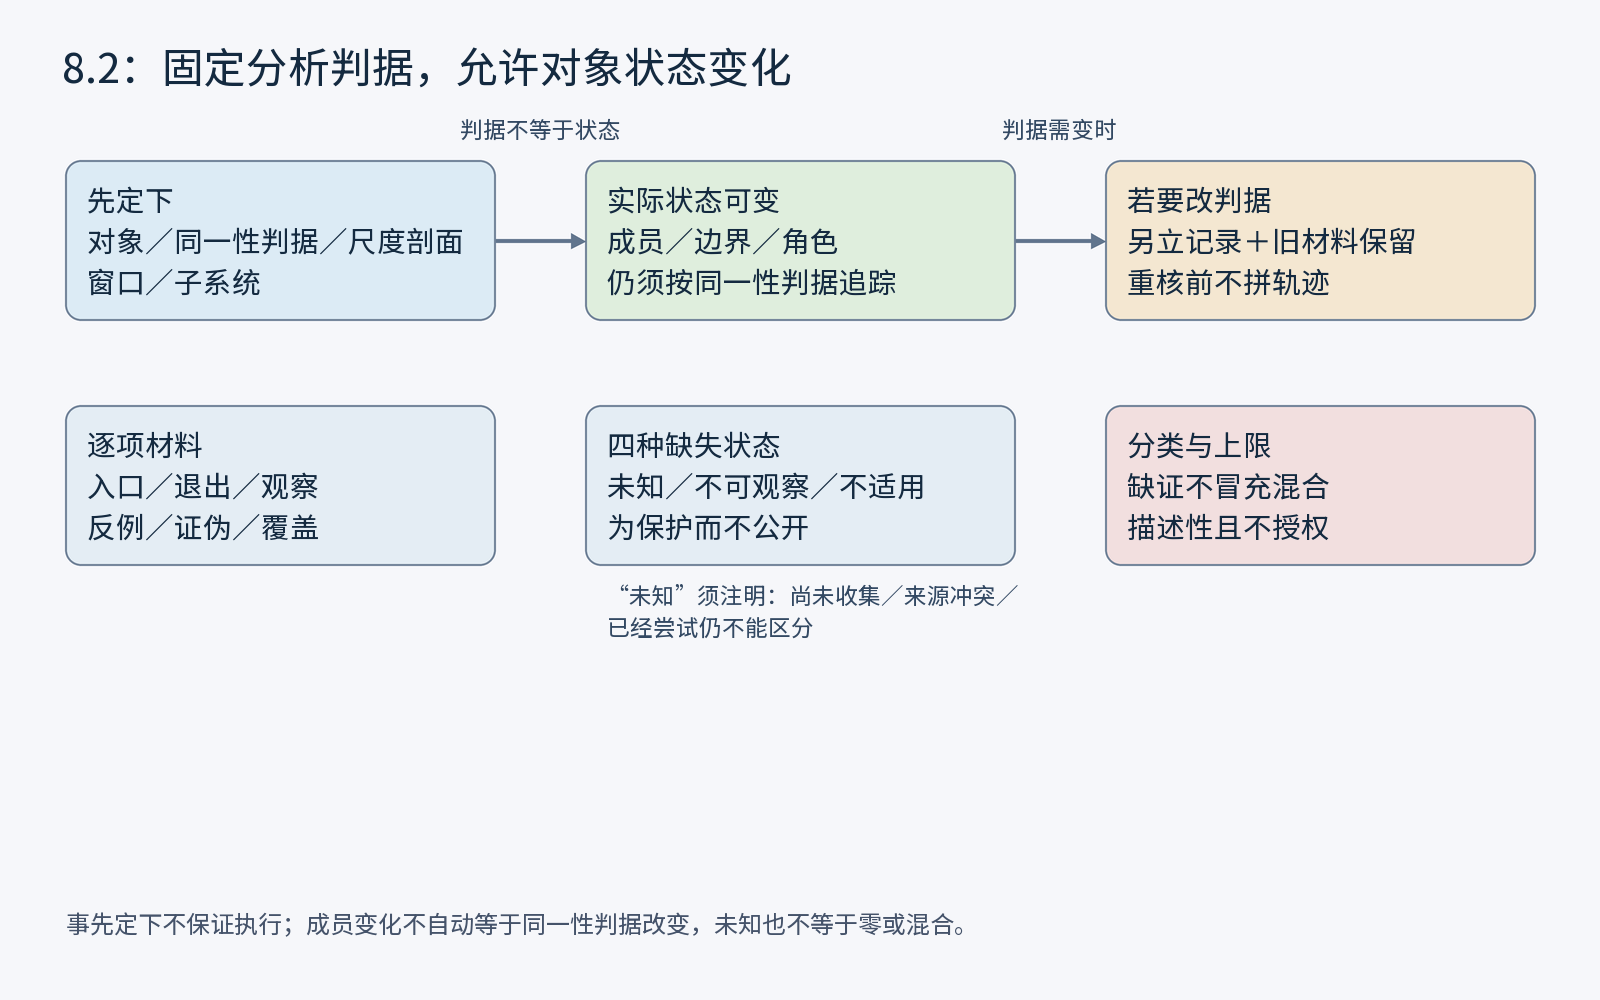 8.2：固定分析判据，允许对象状态变化
判据不等于状态
判据需变时
先定下
对象／同一性判据／尺度剖面
窗口／子系统
实际状态可变
成员／边界／角色
仍须按同一性判据追踪
若要改判据
另立记录＋旧材料保留
重核前不拼轨迹
逐项材料
入口／退出／观察
反例／证伪／覆盖
四种缺失状态
未知／不可观察／不适用
为保护而不公开
分类与上限
缺证不冒充混合
描述性且不授权
“未知”须注明：尚未收集／来源冲突／
已经尝试仍不能区分
事先定下不保证执行；成员变化不自动等于同一性判据改变，未知也不等于零或混合。